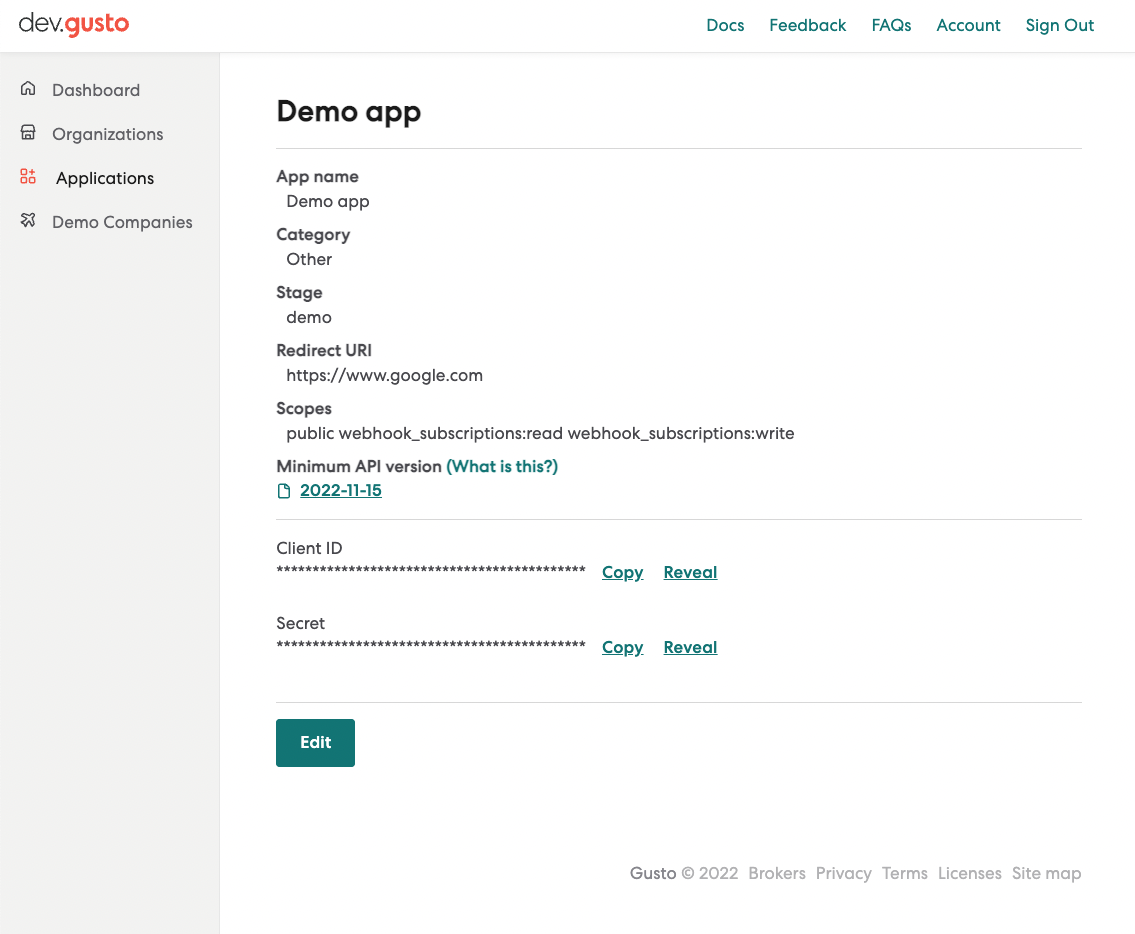 dev.gusto
Docs Feedback FAQs Account Sign Out
Dashboard
Organizations
Applications
Demo Companies
Demo app
App name
Demo app
Category
Other
Stage
demo
Redirect URI
https://www.google.com
Scopes
public webhook_subscriptions:read webhook_subscriptions:write
Minimum API version (What is this?)
2022-11-15
Client ID
******************************************* Copy Reveal
Secret
******************************************* Copy Reveal
Edit
Gusto © 2022 Brokers Privacy Terms Licenses Site map